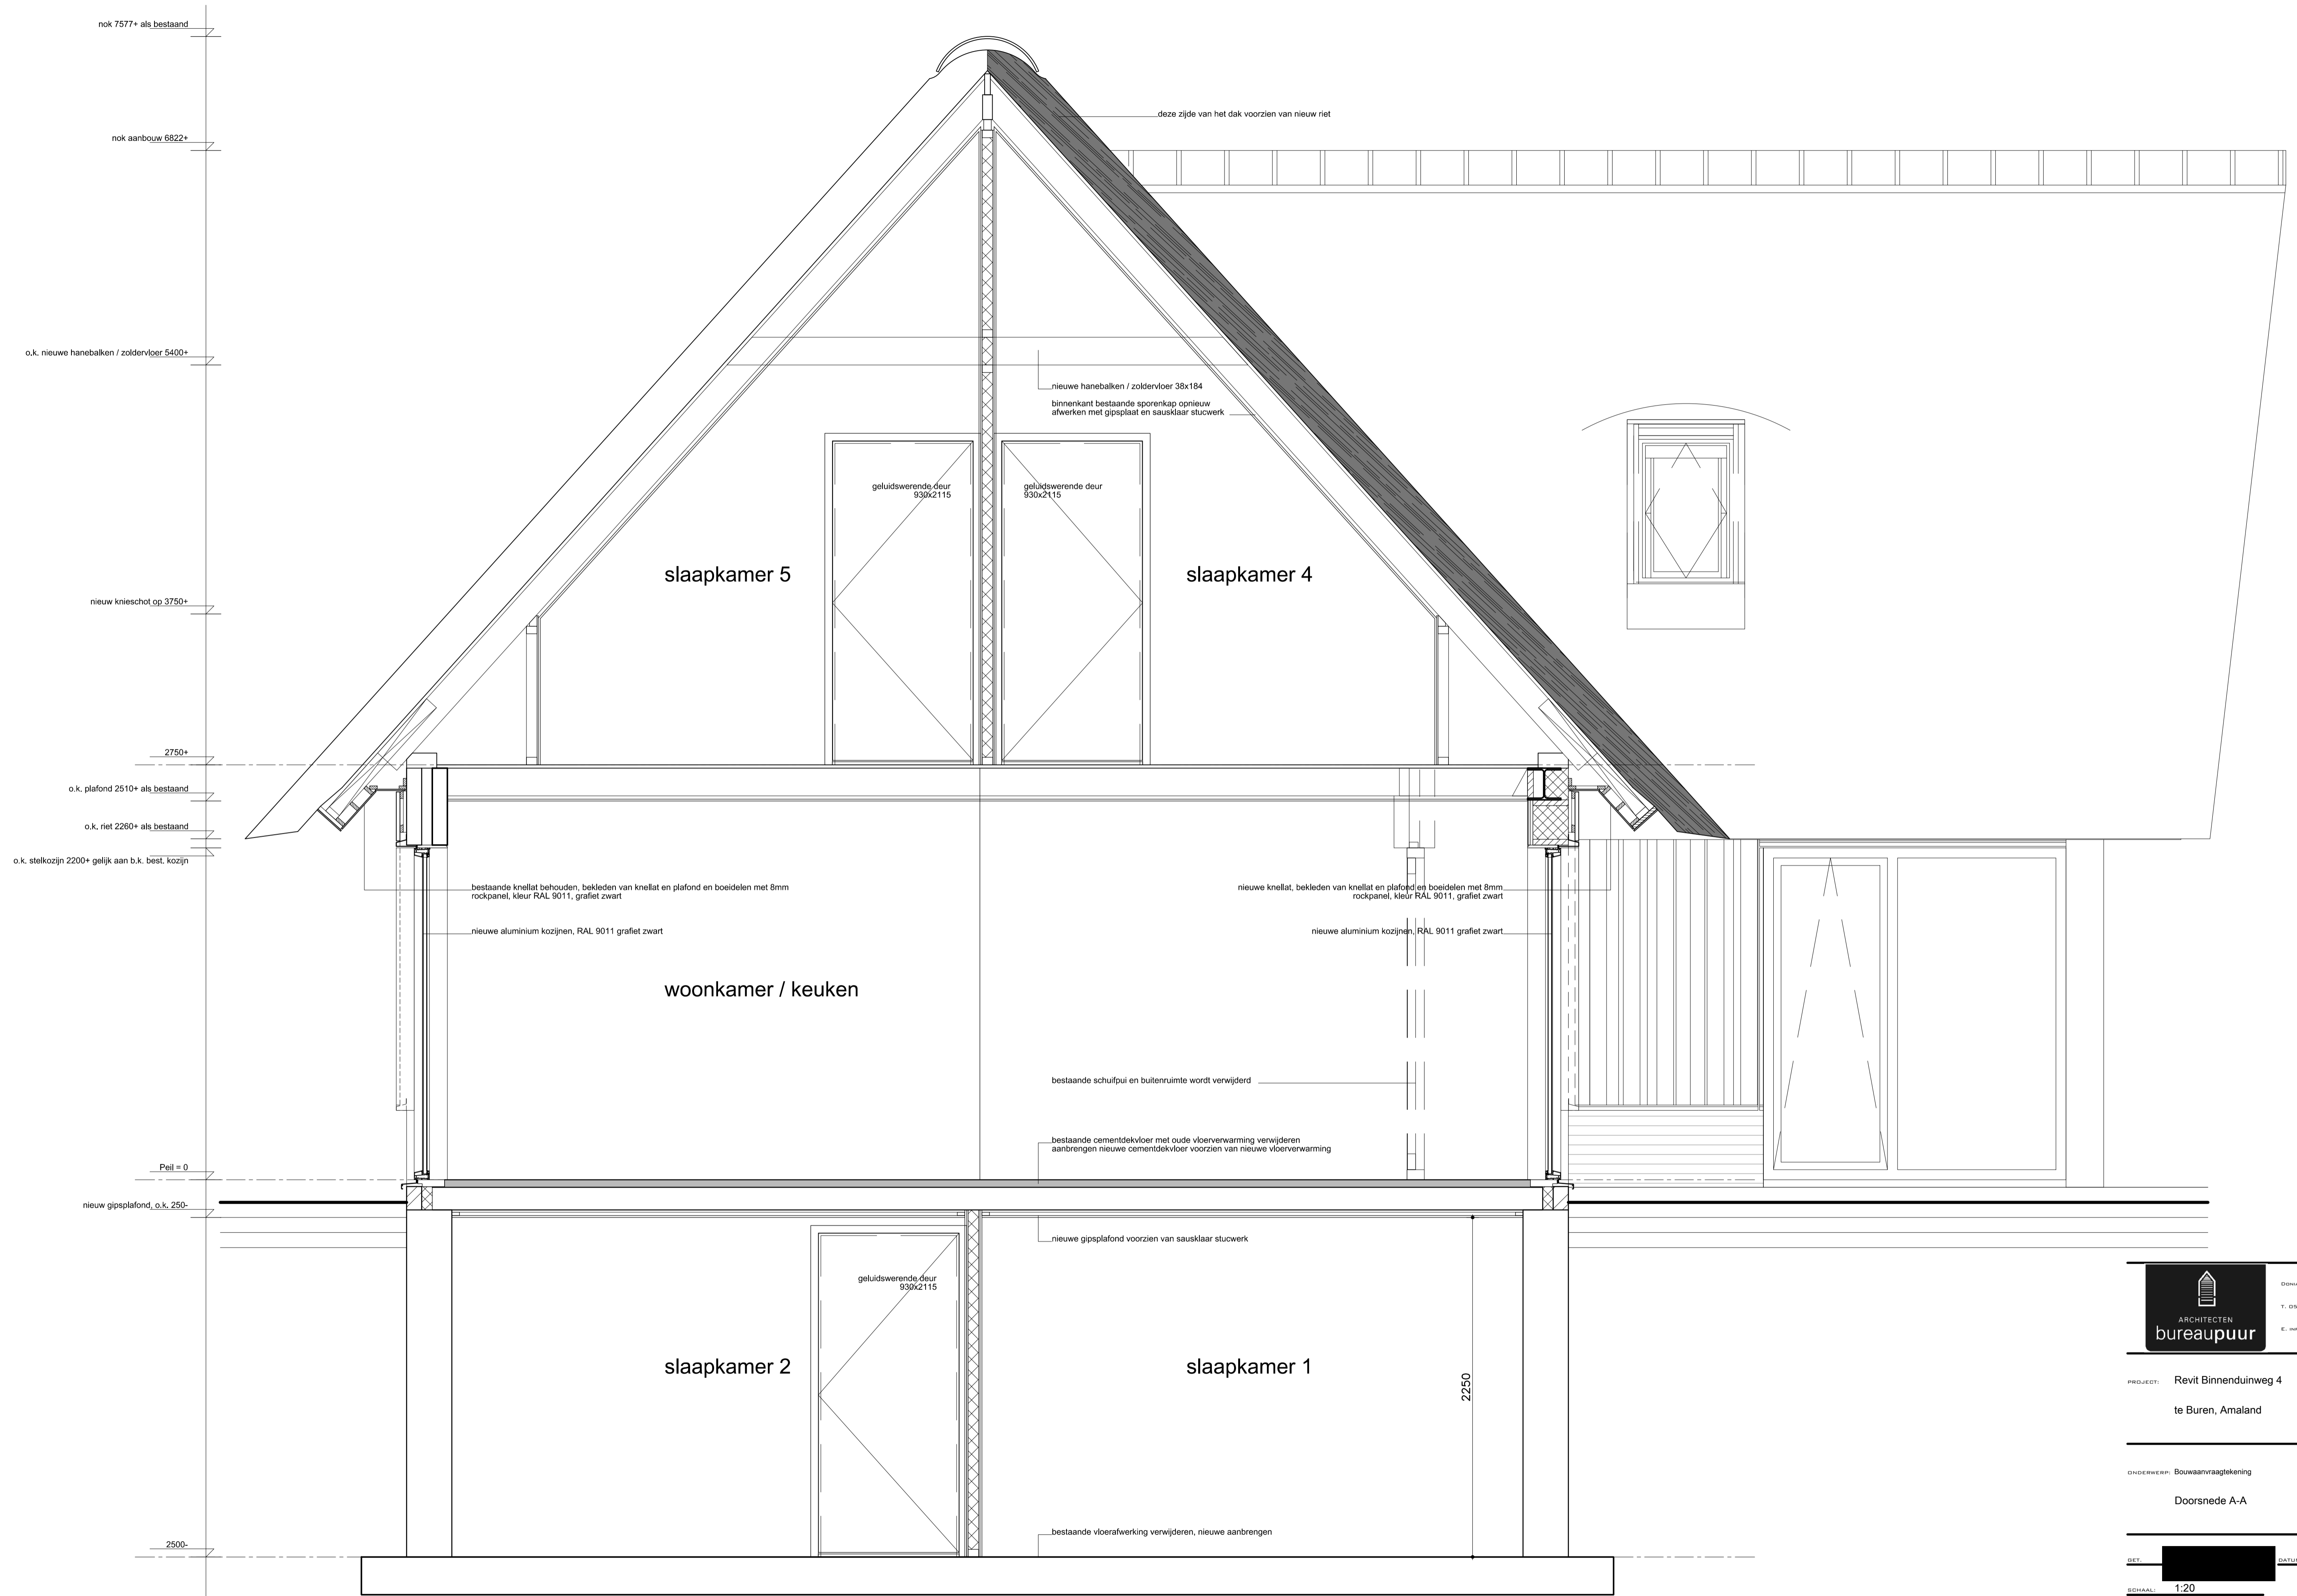 nok 7577+ als bestaand
nok aanbouw 6822+
deze zijde van het dak voorzien van nieuw riet
o.k. nieuwe hanebalken / zoldervloer 5400+
nieuwe hanebalken / zoldervloer 38x184
binnenkant bestaande sporenkap opnieuw
afwerken met gipsplaat en sausklaar stucwerk
geluidswerende deur
930x2115
geluidswerende deur
930x2115
slaapkamer 5
slaapkamer 4
nieuw knieschot op 3750+
2750+
o.k. plafond 2510+ als bestaand
o.k. riet 2260+ als bestaand
o.k. stelkozijn 2200+ gelijk aan b.k. best. kozijn
bestaande knellat behouden, bekleden van knellat en plafond en boeidelen met 8mm
rockpanel, kleur RAL 9011, grafiet zwart
nieuwe knellat, bekleden van knellat en plafond en boeidelen met 8mm
rockpanel, kleur RAL 9011, grafiet zwart
nieuwe aluminium kozijnen, RAL 9011 grafiet zwart
nieuwe aluminium kozijnen, RAL 9011 grafiet zwart
woonkamer / keuken
bestaande schuifpui en buitenruimte wordt verwijderd
bestaande cementdekvloer met oude vloerverwarming verwijderen
aanbrengen nieuwe cementdekvloer voorzien van nieuwe vloerverwarming
Peil = 0
nieuw gipsplafond, o.k. 250-
nieuwe gipsplafond voorzien van sausklaar stucwerk
geluidswerende deur
930x2115
slaapkamer 2
slaapkamer 1
2250
bestaande vloerafwerking verwijderen, nieuwe aanbrengen
2500-
ARCHITECTEN
bureaupuur
T. 05
E.
PROJECT: Revit Binnenduinweg 4
te Buren, Amaland
ONDERWERP: Bouwaanvraagtekening
Doorsnede A-A
GET.
DATU
SCHAAL: 1:20